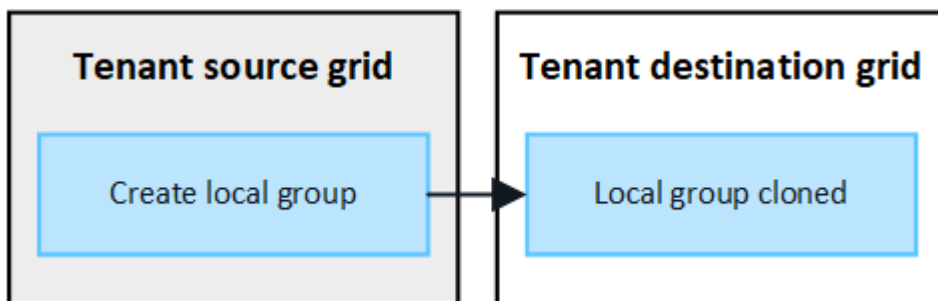 Tenant source grid
Create local group
Tenant destination grid
Local group cloned